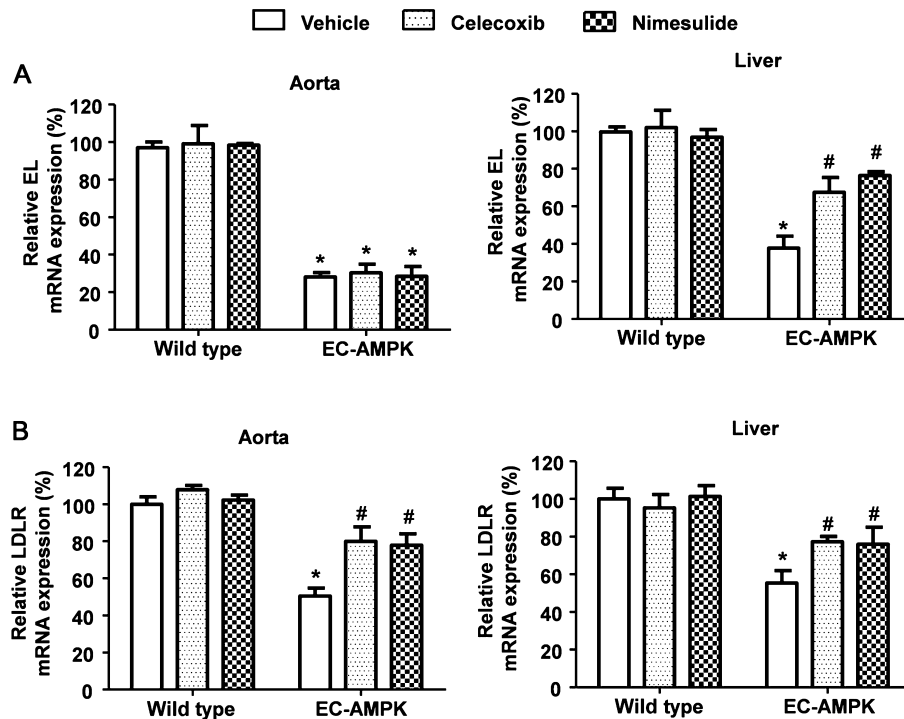 Vehicle Celecoxib Nimesulide
A
Aorta
Relative EL
mRNA expression (%)
120
100
80
60
40
20
0
* * *
Wild type EC-AMPK
Liver
Relative EL
mRNA expression (%)
120
100
80
60
40
20
0
* # #
Wild type EC-AMPK
B
Aorta
Relative LDLR
mRNA expression (%)
120
100
80
60
40
20
0
* # #
Wild type EC-AMPK
Liver
Relative LDLR
mRNA expression (%)
120
100
80
60
40
20
0
* # #
Wild type EC-AMPK